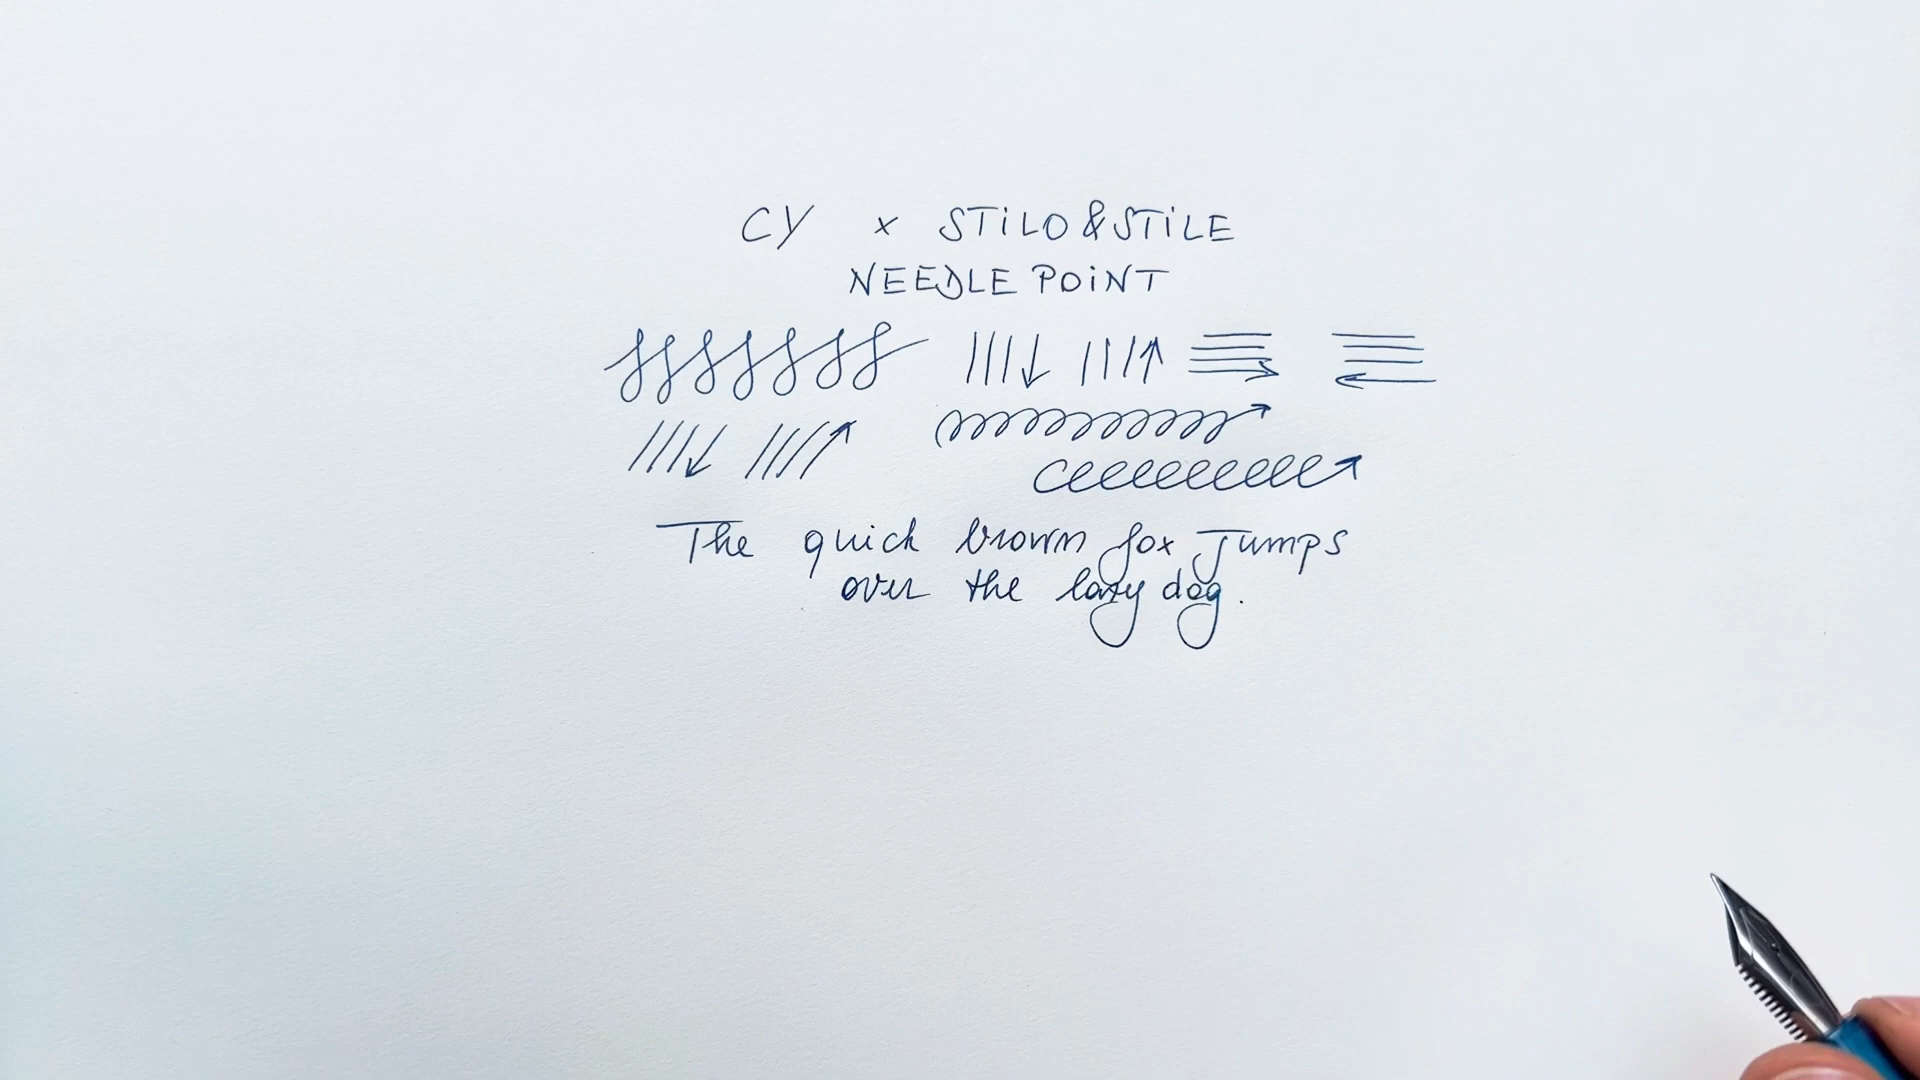 CY x STiLO & STiLE
NEEDLE POiNT
The quick brown fox Jumps
over the lazy dog.